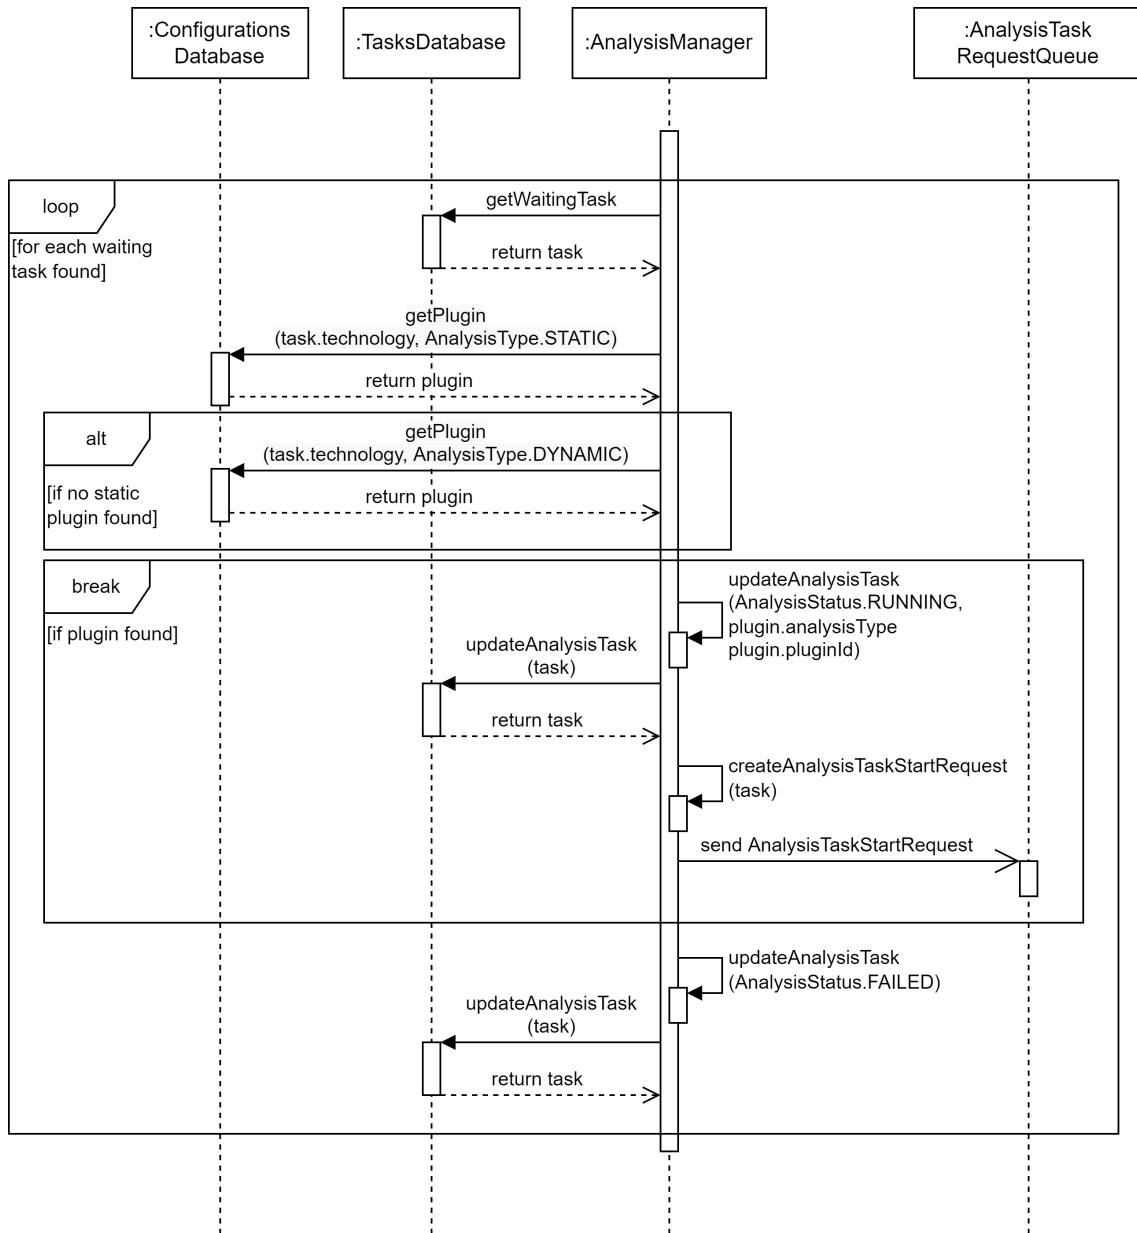 :Configurations
Database
:TasksDatabase
:AnalysisManager
:AnalysisTask
RequestQueue
loop
[for each waiting
task found]
getWaitingTask
return task
getPlugin
(task.technology, AnalysisType.STATIC)
return plugin
alt
[if no static
plugin found]
getPlugin
(task.technology, AnalysisType.DYNAMIC)
return plugin
break
[if plugin found]
updateAnalysisTask
(AnalysisStatus.RUNNING,
plugin.analysisType
plugin.pluginId)
updateAnalysisTask
(task)
return task
createAnalysisTaskStartRequest
(task)
send AnalysisTaskStartRequest
updateAnalysisTask
(AnalysisStatus.FAILED)
updateAnalysisTask
(task)
return task